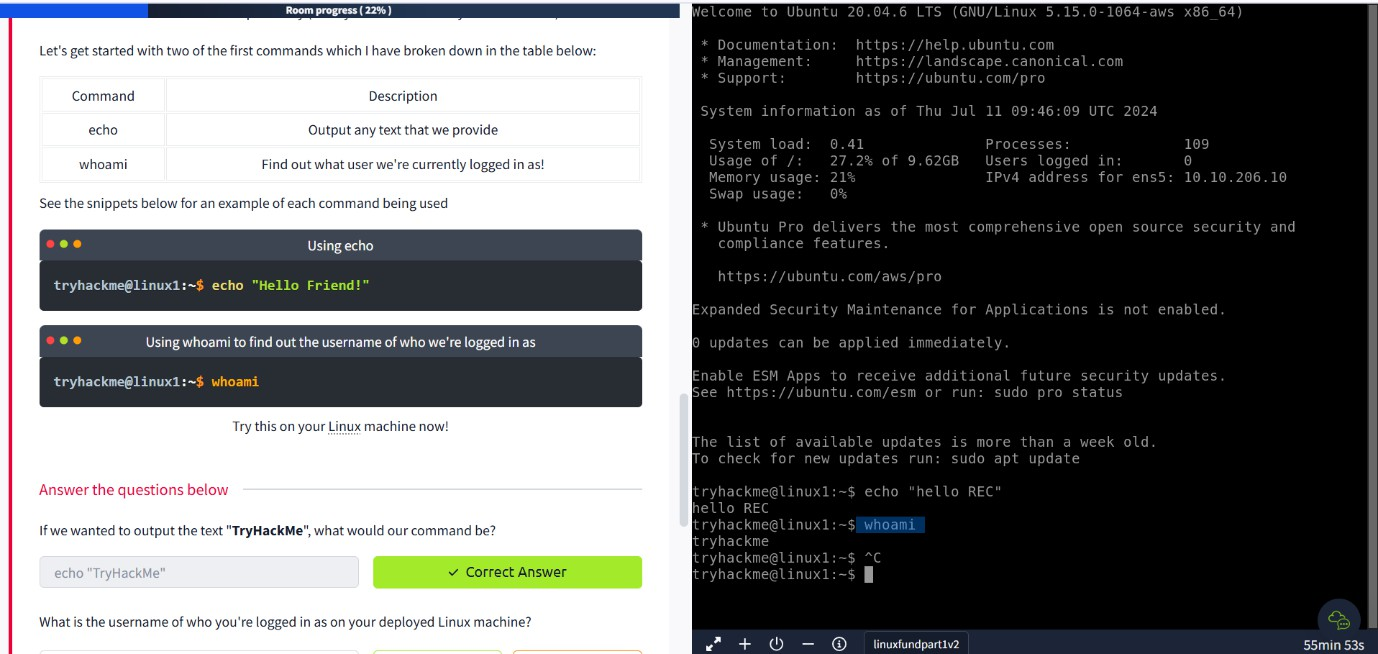 Room progress ( 22% )
Let's get started with two of the first commands which I have broken down in the table below:
Command Description
echo Output any text that we provide
whoami Find out what user we're currently logged in as!
See the snippets below for an example of each command being used
Using echo
tryhackme@linux1:~$ echo "Hello Friend!"
Using whoami to find out the username of who we're logged in as
tryhackme@linux1:~$ whoami
Try this on your Linux machine now!
Answer the questions below
If we wanted to output the text "TryHackMe", what would our command be?
echo "TryHackMe"
✓ Correct Answer
What is the username of who you're logged in as on your deployed Linux machine?
Welcome to Ubuntu 20.04.6 LTS (GNU/Linux 5.15.0-1064-aws x86_64)
* Documentation: https://help.ubuntu.com
* Management: https://landscape.canonical.com
* Support: https://ubuntu.com/pro
System information as of Thu Jul 11 09:46:09 UTC 2024
System load: 0.41 Processes: 109
Usage of /: 27.2% of 9.62GB Users logged in: 0
Memory usage: 21% IPv4 address for ens5: 10.10.206.10
Swap usage: 0%
* Ubuntu Pro delivers the most comprehensive open source security and
compliance features.
https://ubuntu.com/aws/pro
Expanded Security Maintenance for Applications is not enabled.
0 updates can be applied immediately.
Enable ESM Apps to receive additional future security updates.
See https://ubuntu.com/esm or run: sudo pro status
The list of available updates is more than a week old.
To check for new updates run: sudo apt update
tryhackme@linux1:~$ echo "hello REC"
hello REC
tryhackme@linux1:~$ whoami
tryhackme
tryhackme@linux1:~$ ^C
tryhackme@linux1:~$
linuxfundpart1v2
55min 53s